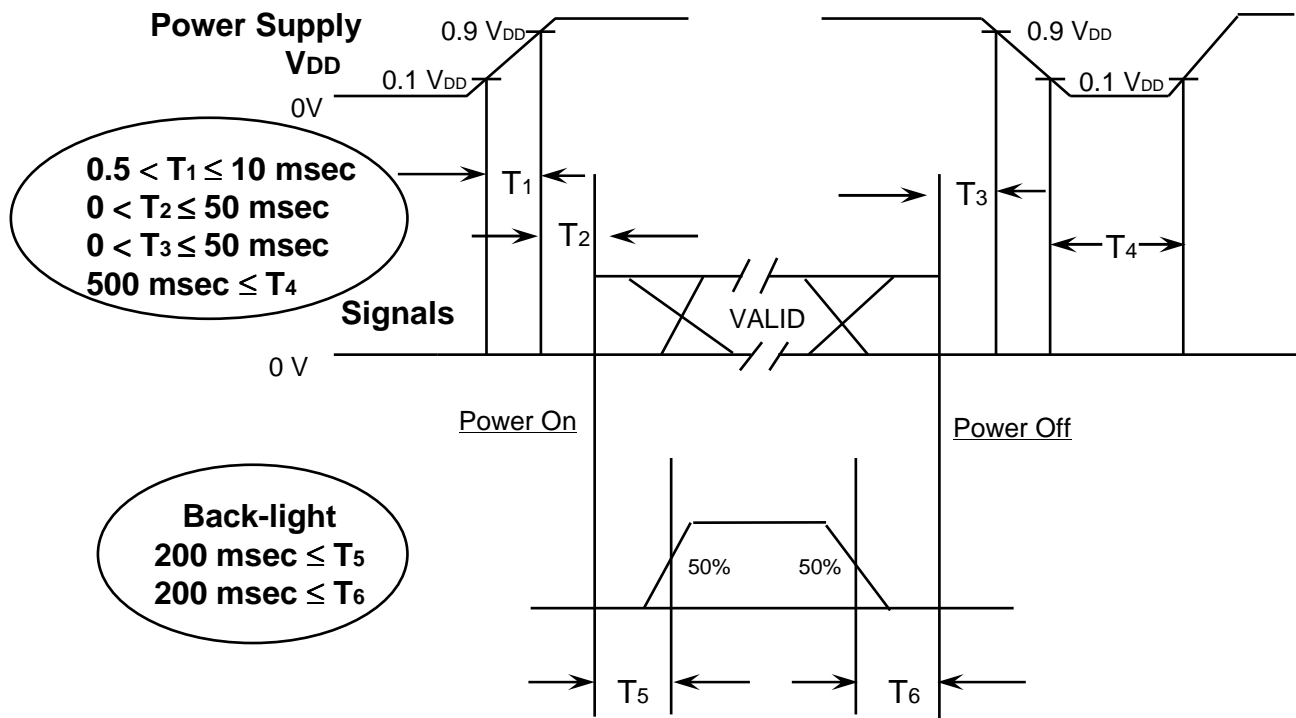 Power Supply
VDD
0.9 VDD
0.1 VDD
0V
0.9 VDD
0.1 VDD
0.5 < T1 ≤ 10 msec
0 < T2 ≤ 50 msec
0 < T3 ≤ 50 msec
500 msec ≤ T4
T1
T2
T3
T4
Signals
VALID
0 V
Power On
Power Off
Back-light
200 msec ≤ T5
200 msec ≤ T6
50%
50%
T5
T6